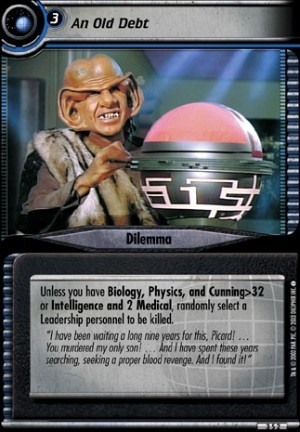 3
An Old Debt
Dilemma
Unless you have Biology, Physics, and Cunning>32
or Intelligence and 2 Medical, randomly select a
Leadership personnel to be killed.
"I have been waiting a long nine years for this, Picard! …
You murdered my only son! … And I have spent these years
searching, seeking a proper blood revenge. And I found it!"